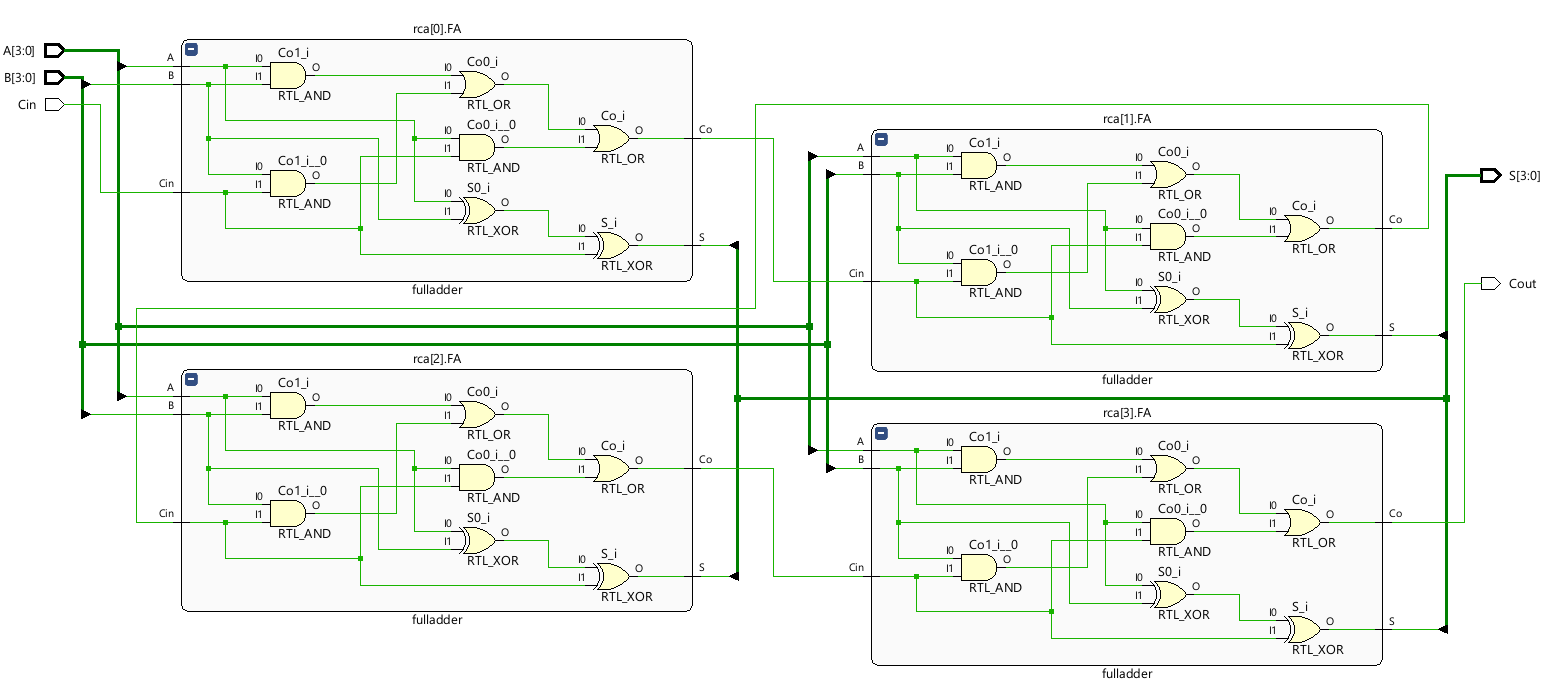 A[3:0]
B[3:0]
Cin
rca[0].FA
A
B
Cin
Co1_i
I0
I1
O
RTL_AND
Co1_i__0
I0
I1
O
RTL_AND
Co0_i
I0
I1
O
RTL_OR
Co0_i__0
I0
I1
O
RTL_AND
S0_i
I0
I1
O
RTL_XOR
Co_i
I0
I1
O
RTL_OR
S_i
I0
I1
O
RTL_XOR
Co
S
fulladder
rca[1].FA
A
B
Cin
Co1_i
I0
I1
O
RTL_AND
Co1_i__0
I0
I1
O
RTL_AND
Co0_i
I0
I1
O
RTL_OR
Co0_i__0
I0
I1
O
RTL_AND
S0_i
I0
I1
O
RTL_XOR
Co_i
I0
I1
O
RTL_OR
S_i
I0
I1
O
RTL_XOR
Co
S
fulladder
rca[2].FA
A
B
Cin
Co1_i
I0
I1
O
RTL_AND
Co1_i__0
I0
I1
O
RTL_AND
Co0_i
I0
I1
O
RTL_OR
Co0_i__0
I0
I1
O
RTL_AND
S0_i
I0
I1
O
RTL_XOR
Co_i
I0
I1
O
RTL_OR
S_i
I0
I1
O
RTL_XOR
Co
S
fulladder
rca[3].FA
A
B
Cin
Co1_i
I0
I1
O
RTL_AND
Co1_i__0
I0
I1
O
RTL_AND
Co0_i
I0
I1
O
RTL_OR
Co0_i__0
I0
I1
O
RTL_AND
S0_i
I0
I1
O
RTL_XOR
Co_i
I0
I1
O
RTL_OR
S_i
I0
I1
O
RTL_XOR
Co
S
fulladder
S[3:0]
Cout